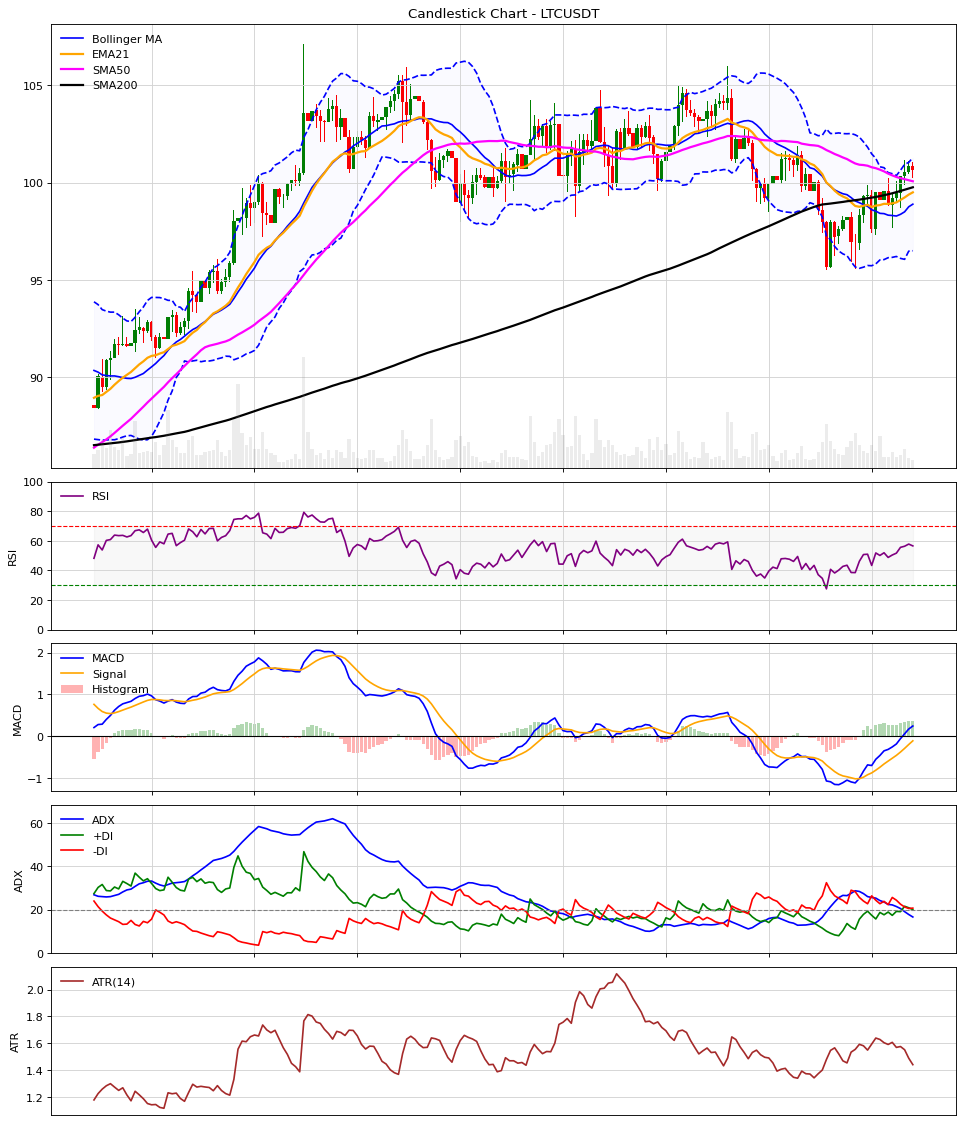 Candlestick Chart - LTCUSDT
Bollinger MA
EMA21
SMA50
SMA200
105
100
95
90
RSI
100
80
60
40
20
0
RSI
MACD
Signal
Histogram
2
1
0
−1
MACD
ADX
+DI
-DI
60
40
20
0
ADX
ATR(14)
2.0
1.8
1.6
1.4
1.2
ATR